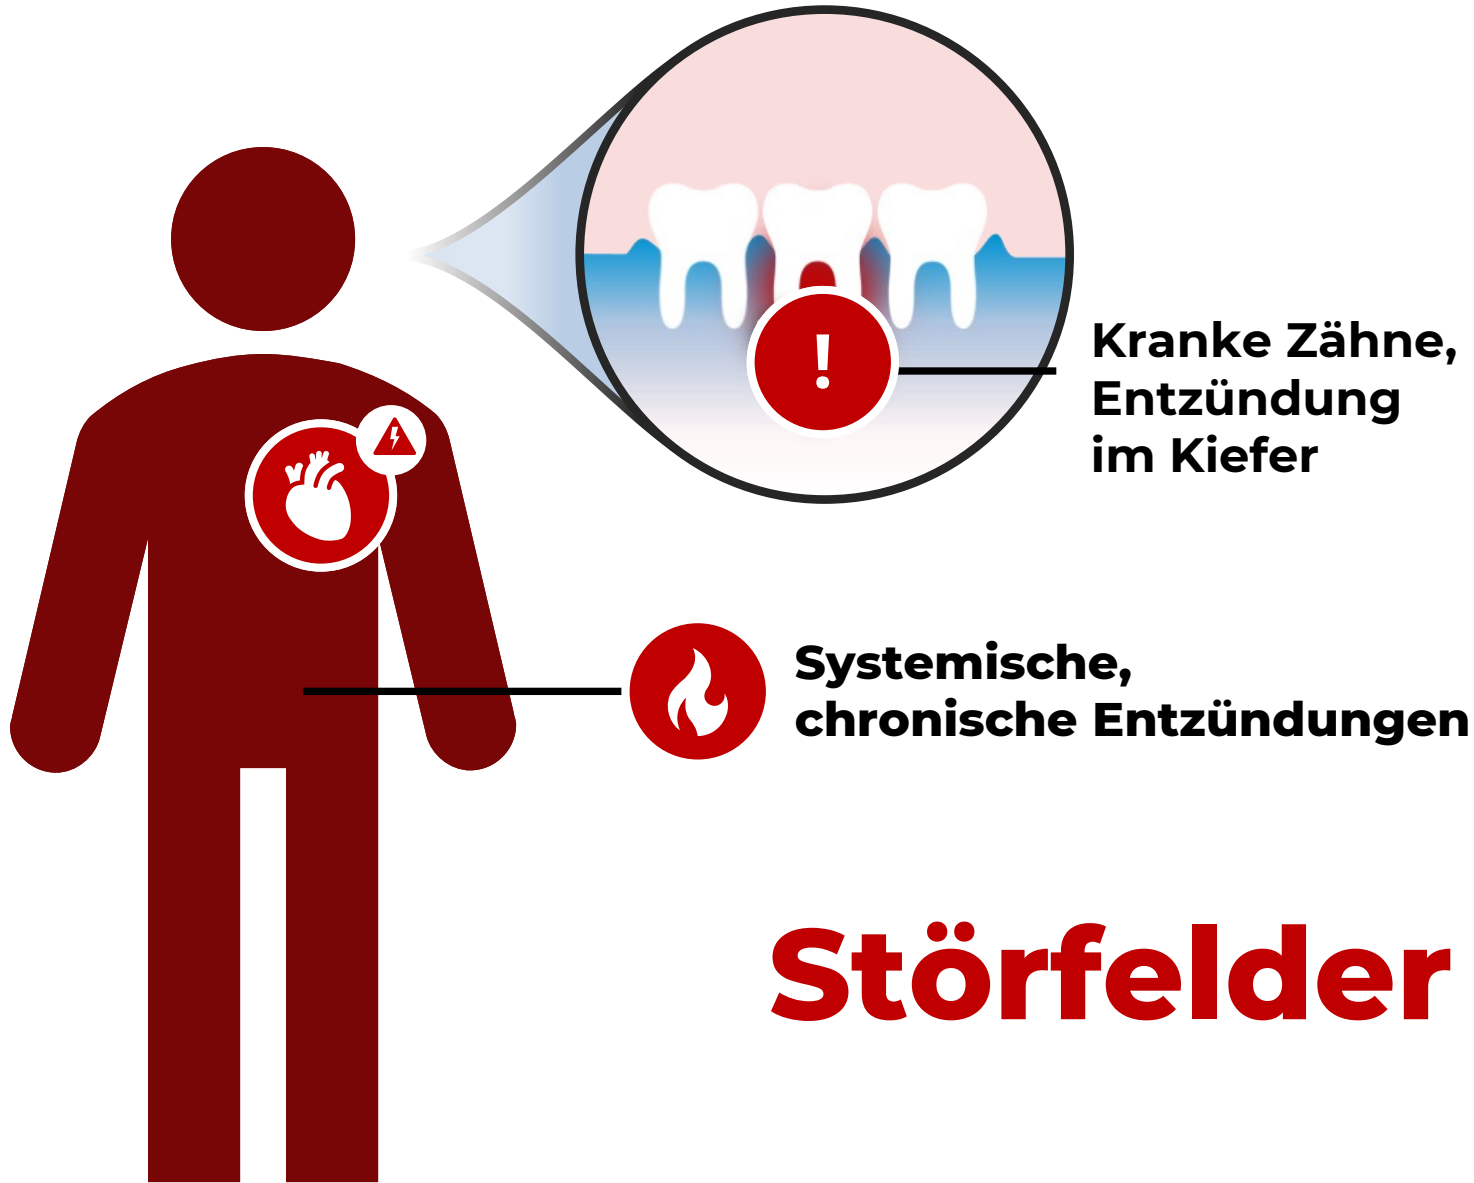 !
Kranke Zähne,
Entzündung
im Kiefer
Systemische,
chronische Entzündungen
Störfelder